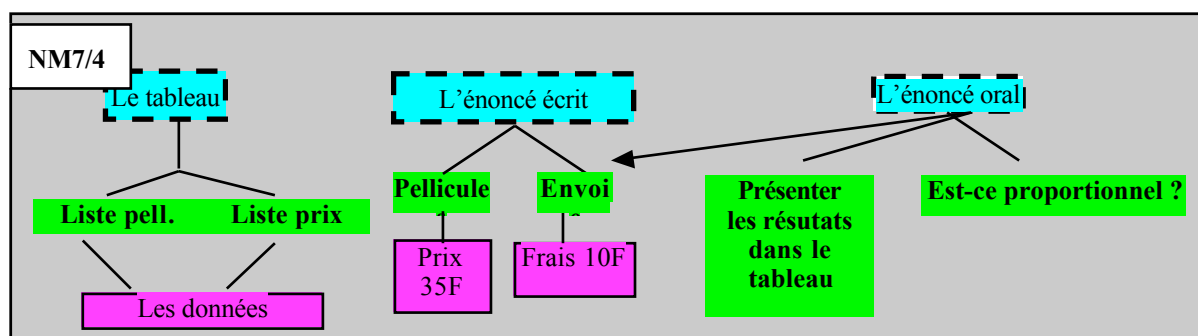 NM7/4
Le tableau
L’énoncé écrit
L’énoncé oral
Pellicule
Envoi
Présenter
les résutats
dans le
tableau
Est-ce proportionnel ?
Liste pell.
Liste prix
Prix
35F
Frais 10F
Les données